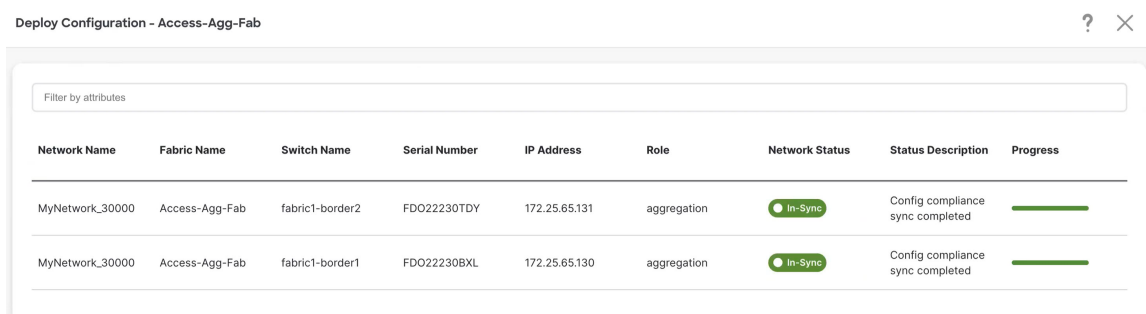 Deploy Configuration - Access-Agg-Fab ?
Filter by attributes
Network Name Fabric Name Switch Name Serial Number IP Address Role Network Status Status Description Progress
MyNetwork_30000 Access-Agg-Fab fabric1-border2 FDO22230TDY 172.25.65.131 aggregation In-Sync Config compliance
sync completed
MyNetwork_30000 Access-Agg-Fab fabric1-border1 FDO22230BXL 172.25.65.130 aggregation In-Sync Config compliance
sync completed